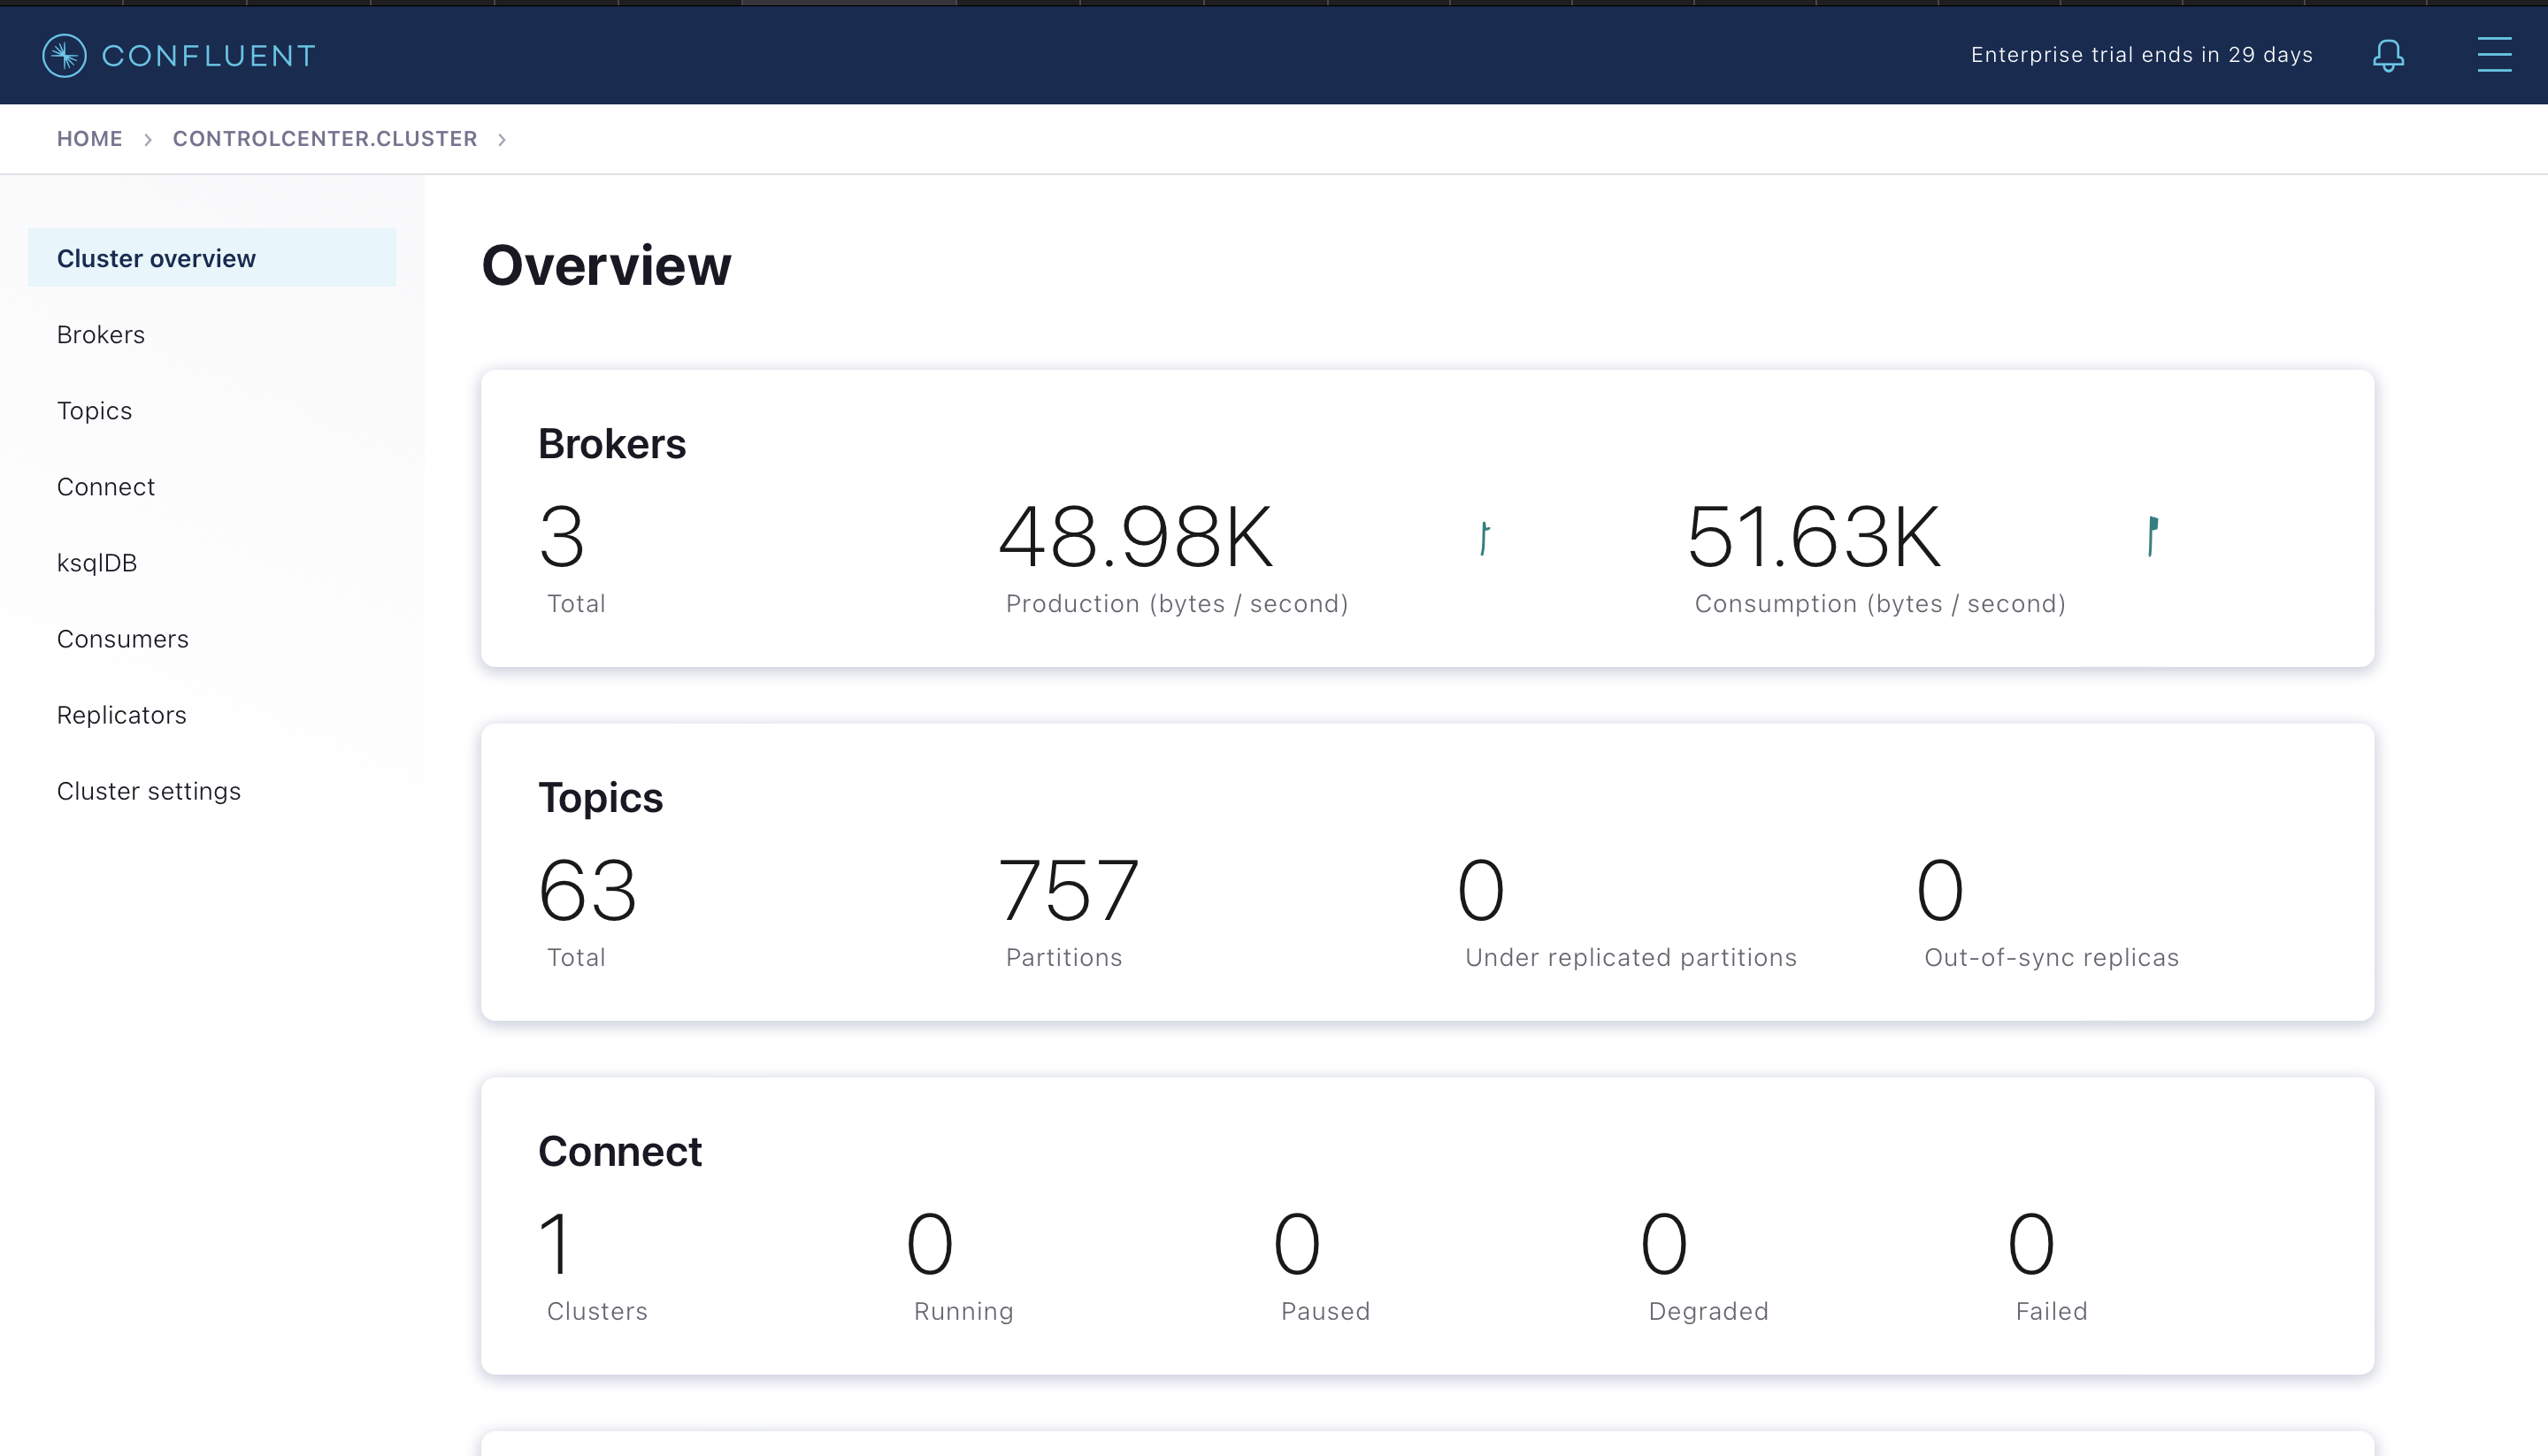 CONFLUENT
Enterprise trial ends in 29 days
HOME > CONTROLCENTER.CLUSTER >
Cluster overview
Brokers
Topics
Connect
ksqlDB
Consumers
Replicators
Cluster settings
Overview
Brokers
3 48.98K 51.63K
Total Production (bytes / second) Consumption (bytes / second)
Topics
63 757 0 0
Total Partitions Under replicated partitions Out-of-sync replicas
Connect
1 0 0 0 0
Clusters Running Paused Degraded Failed